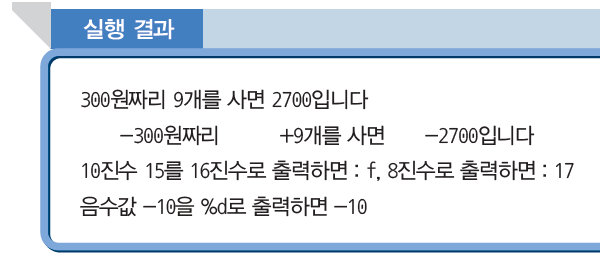 실행 결과
300원짜리 9개를 사면 2700입니다
−300원짜리 +9개를 사면 −2700입니다
10진수 15를 16진수로 출력하면 : f, 8진수로 출력하면 : 17
음수값 −10을 %d로 출력하면 −10